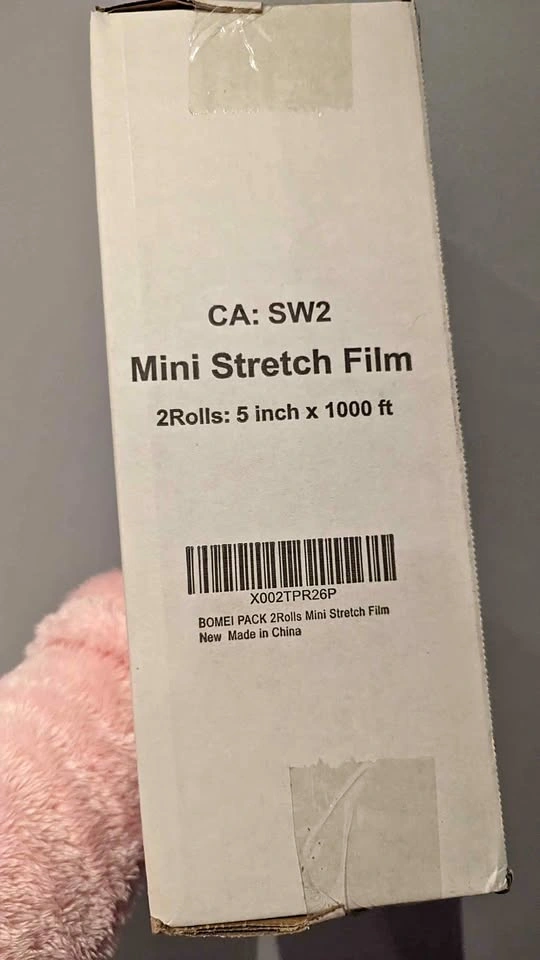 CA: SW2
Mini Stretch Film
2Rolls: 5 inch x 1000 ft
X002TPR26P
BOMEI PACK 2Rolls Mini Stretch Film
New Made in China